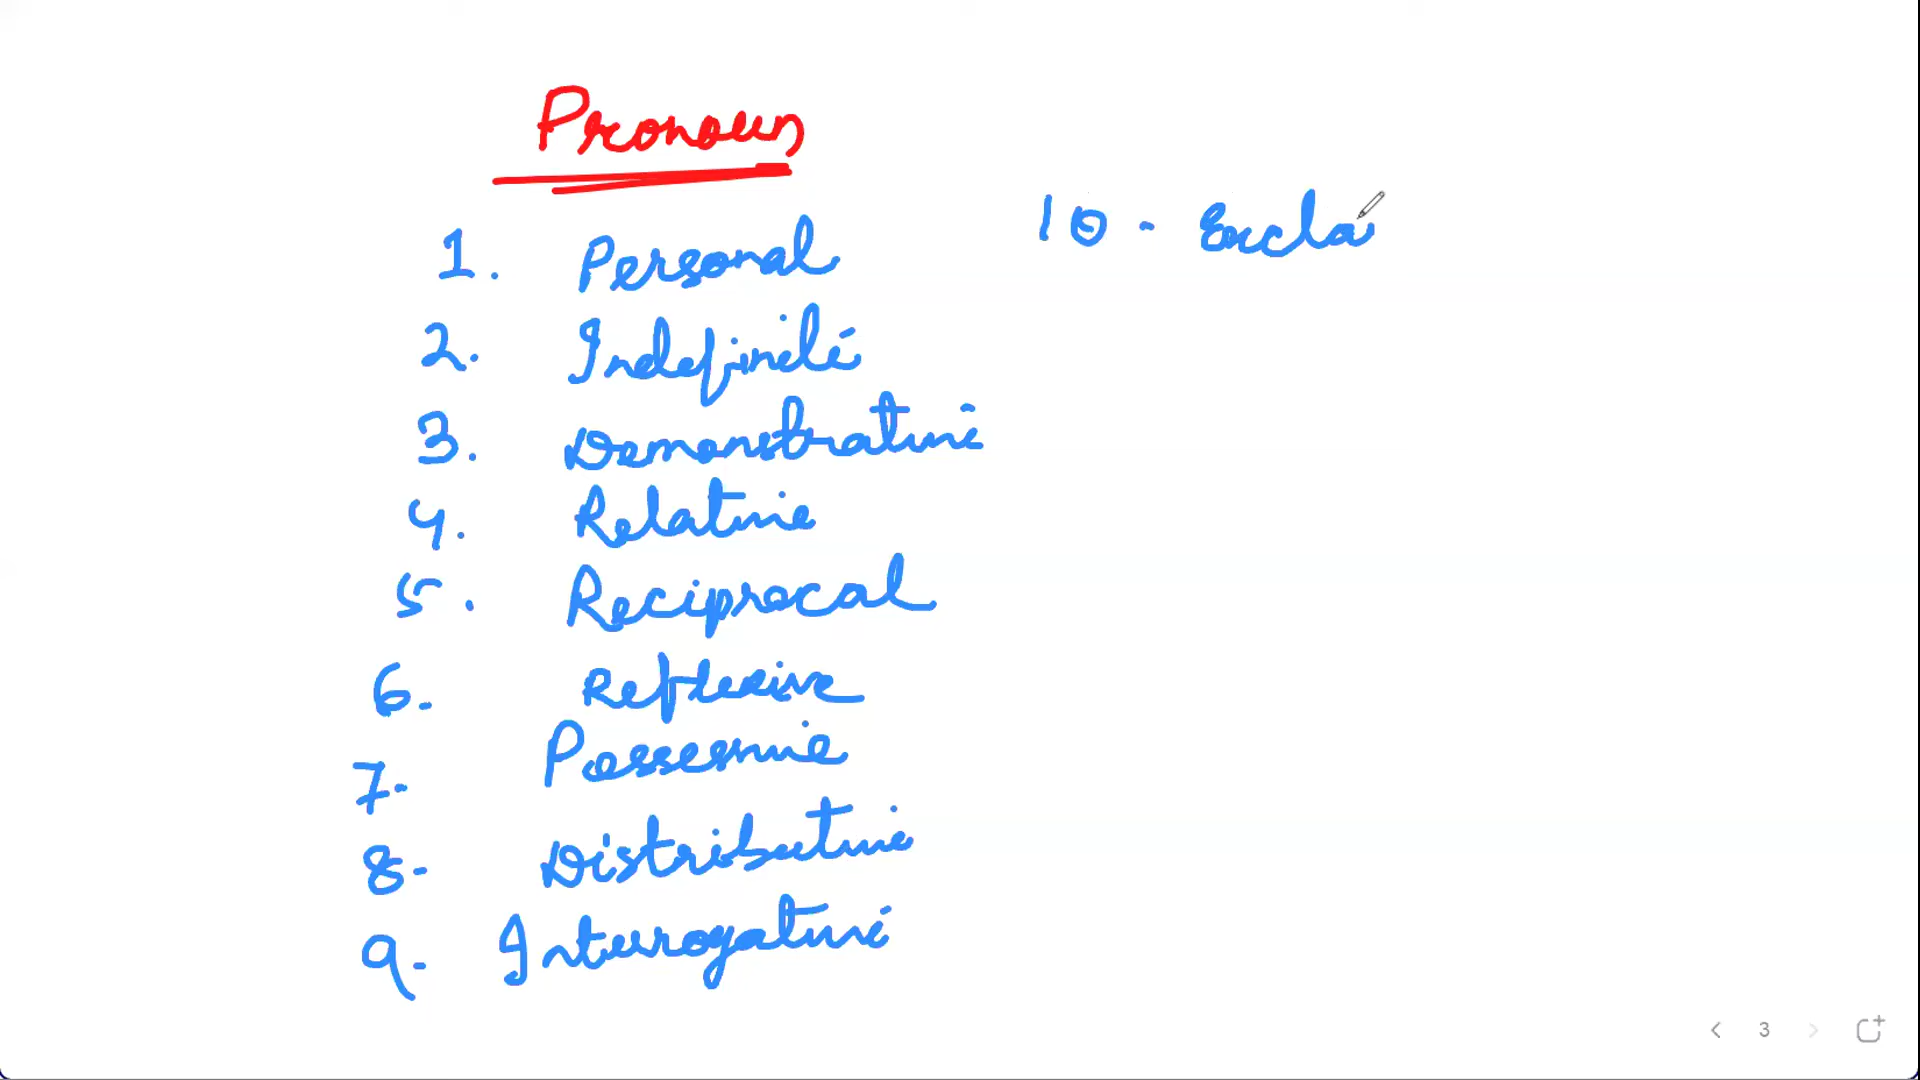 Pronoun
1. Personal
2. Indefinite
3. Demonstrative
4. Relative
5. Reciprocal
6. Reflexive
7. Possessive
8. Distributive
9. Interrogative
10. Excla
3